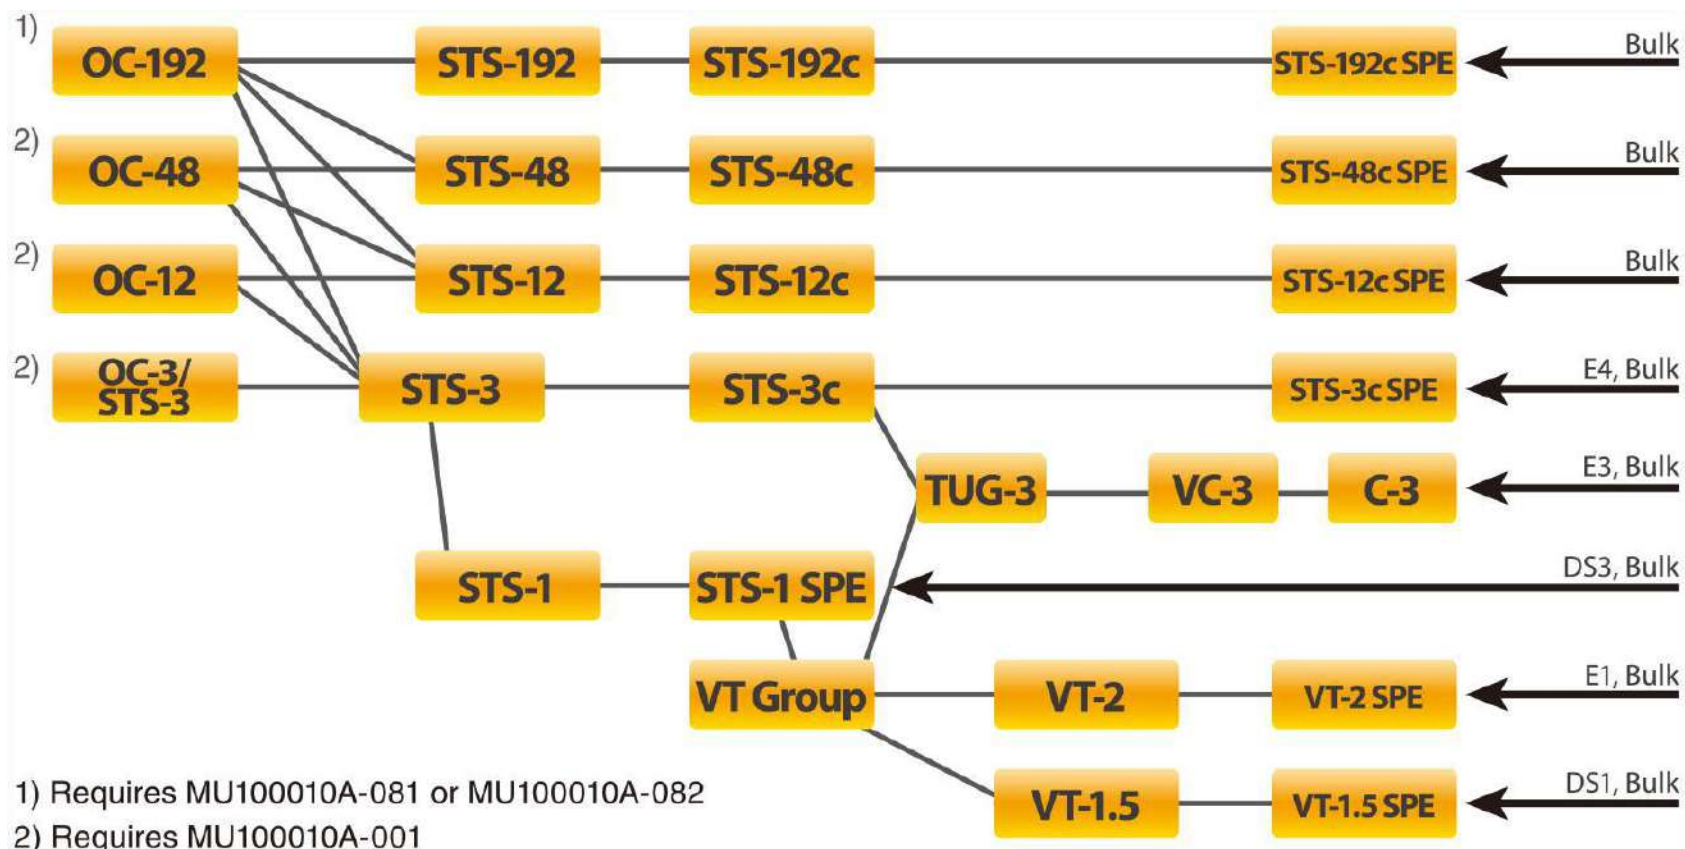 1)
OC-192
STS-192
STS-192c
STS-192c SPE
Bulk
2)
OC-48
STS-48
STS-48c
STS-48c SPE
Bulk
2)
OC-12
STS-12
STS-12c
STS-12c SPE
Bulk
2)
OC-3/
STS-3
STS-3
STS-3c
STS-3c SPE
E4, Bulk
TUG-3
VC-3
C-3
E3, Bulk
STS-1
STS-1 SPE
DS3, Bulk
VT Group
VT-2
VT-2 SPE
E1, Bulk
VT-1.5
VT-1.5 SPE
DS1, Bulk
1) Requires MU100010A-081 or MU100010A-082
2) Requires MU100010A-001